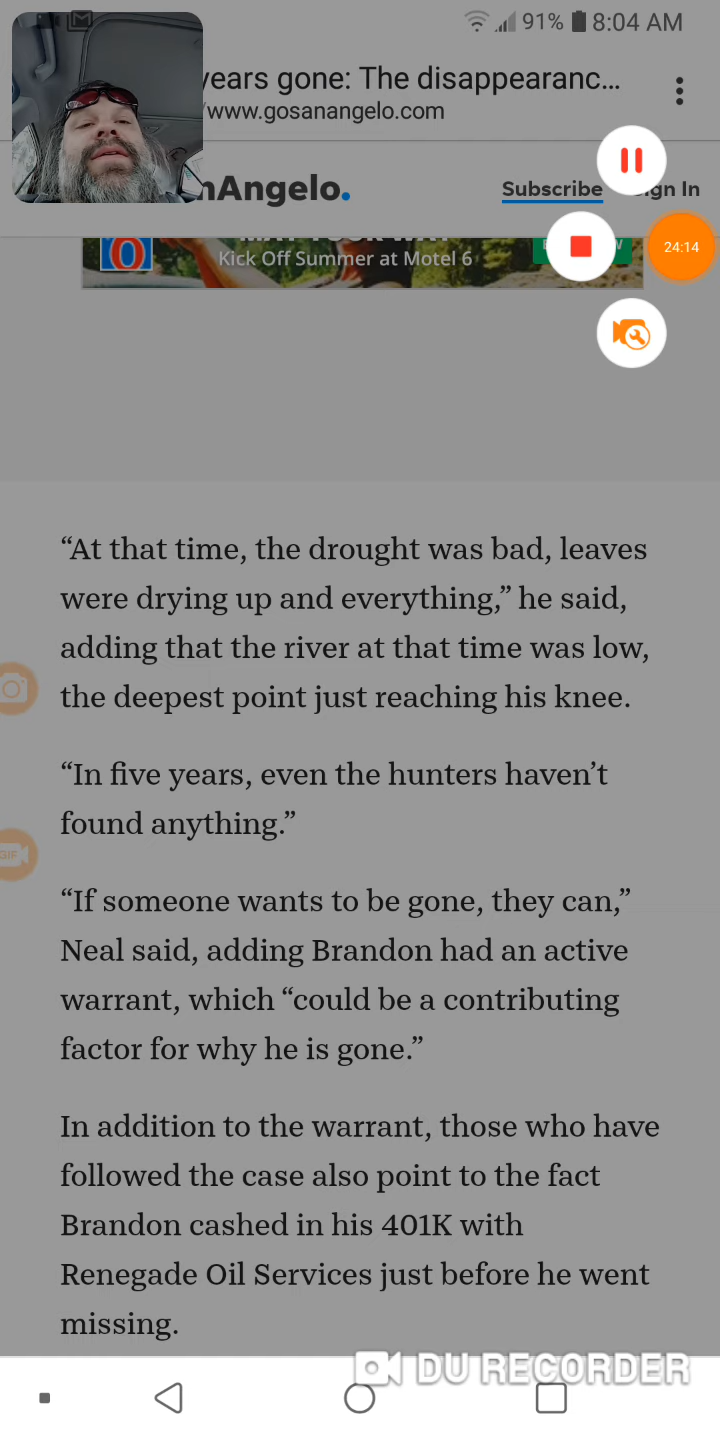 91% 8:04 AM
years gone: The disappearanc...
www.gosanangelo.com
nAngelo.
Subscribe
gn In
Kick Off Summer at Motel 6
24:14
“At that time, the drought was bad, leaves
were drying up and everything,” he said,
adding that the river at that time was low,
the deepest point just reaching his knee.
“In five years, even the hunters haven’t
found anything.”
“If someone wants to be gone, they can,”
Neal said, adding Brandon had an active
warrant, which “could be a contributing
factor for why he is gone.”
In addition to the warrant, those who have
followed the case also point to the fact
Brandon cashed in his 401K with
Renegade Oil Services just before he went
missing.
GIF
DU RECORDER